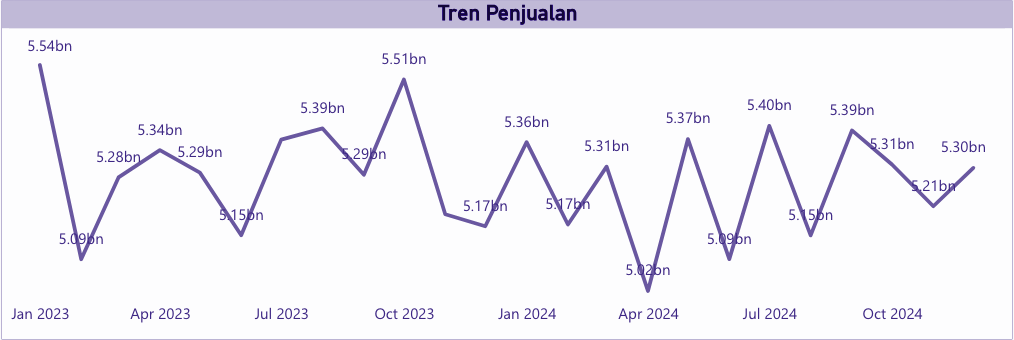 Tren Penjualan
5.54bn
5.09bn
5.28bn
5.34bn
5.29bn
5.15bn
5.39bn
5.29bn
5.51bn
5.17bn
5.36bn
5.17bn
5.31bn
5.02bn
5.37bn
5.09bn
5.40bn
5.15bn
5.39bn
5.31bn
5.21bn
5.30bn
Jan 2023 Apr 2023 Jul 2023 Oct 2023 Jan 2024 Apr 2024 Jul 2024 Oct 2024